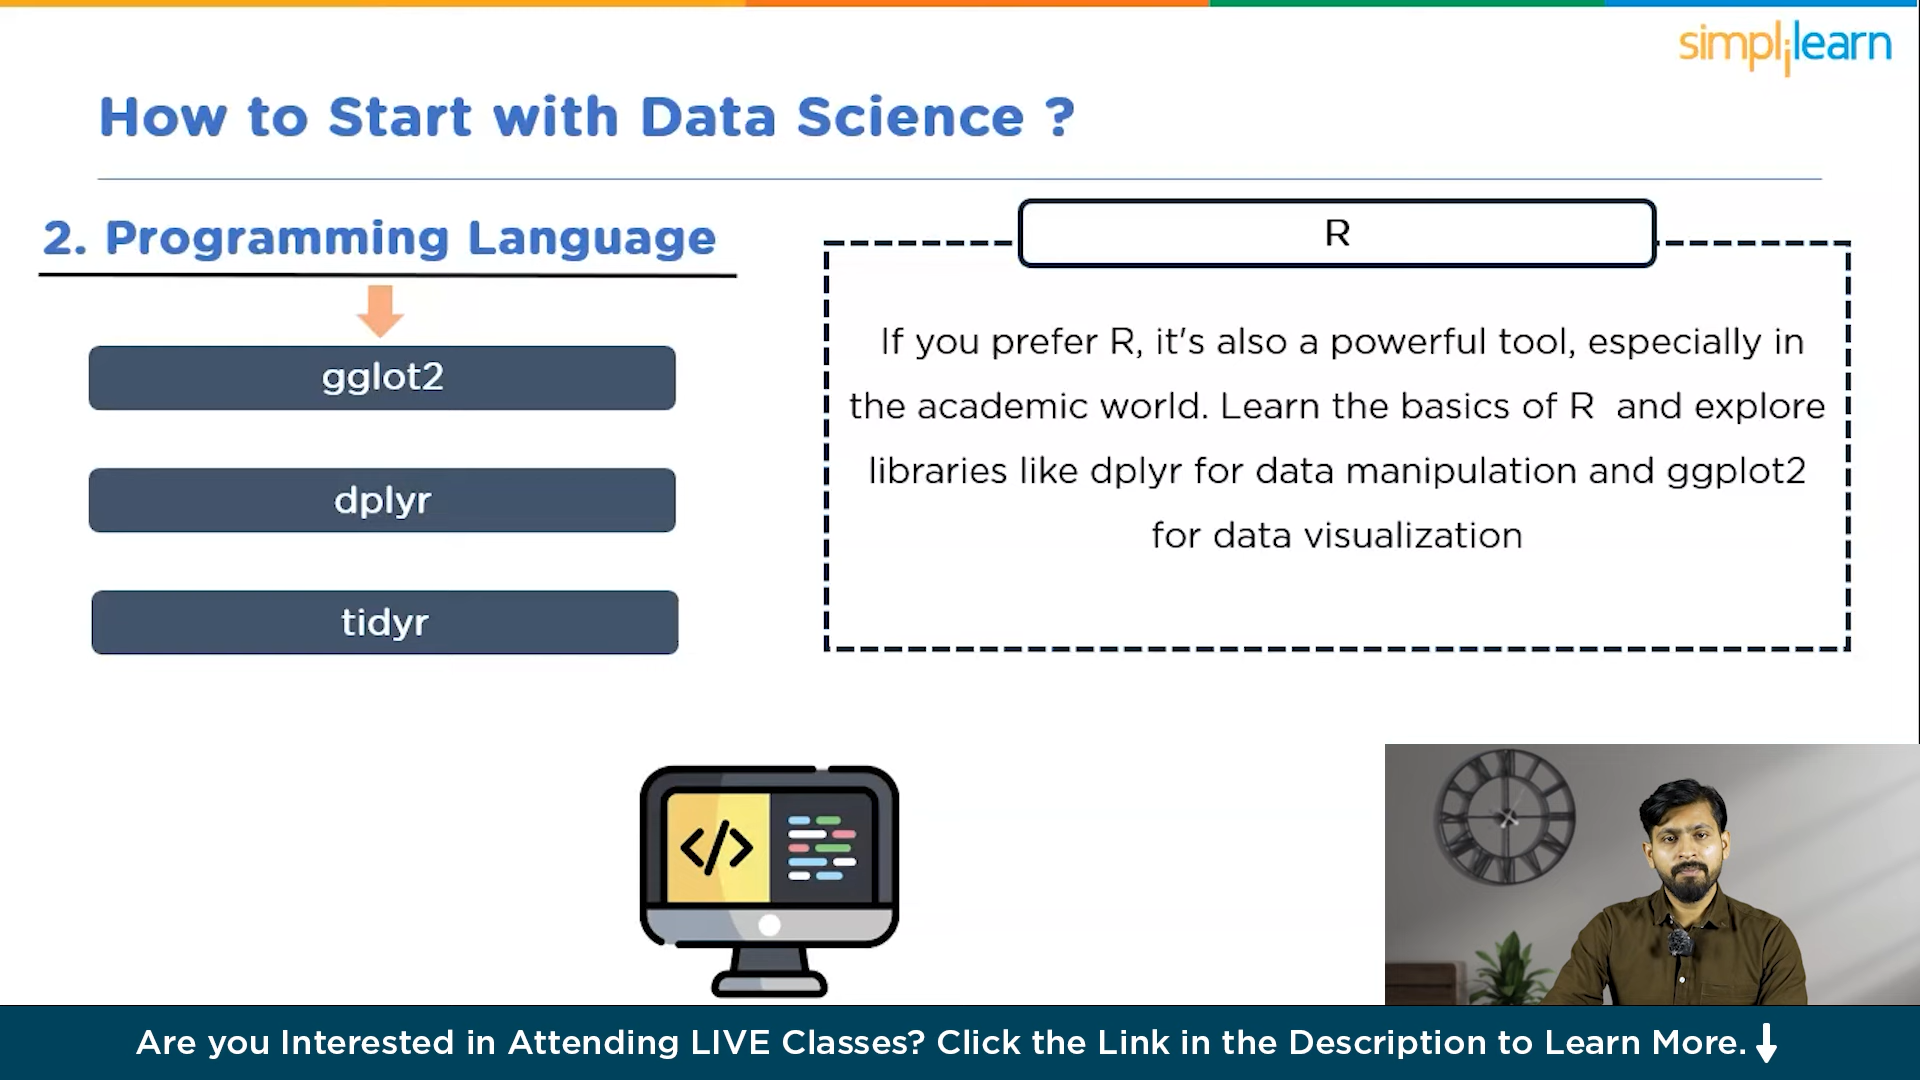 simplilearn
How to Start with Data Science ?
2. Programming Language
gglot2
dplyr
tidyr
R
If you prefer R, it's also a powerful tool, especially in
the academic world. Learn the basics of R and explore
libraries like dplyr for data manipulation and ggplot2
for data visualization
</>
Are you Interested in Attending LIVE Classes? Click the Link in the Description to Learn More.